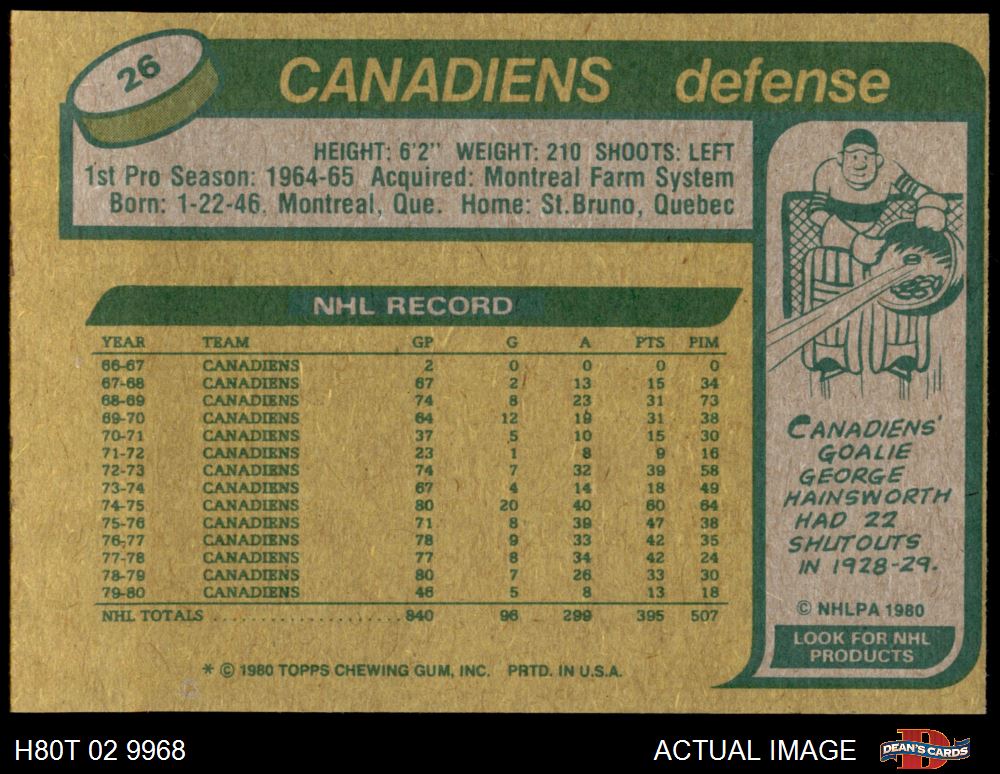 26
CANADIENS defense
HEIGHT: 6'2" WEIGHT: 210 SHOOTS: LEFT
1st Pro Season: 1964-65 Acquired: Montreal Farm System
Born: 1-22-46. Montreal, Que. Home: St.Bruno, Quebec
NHL RECORD
YEAR TEAM GP G A PTS PIM
66-67 CANADIENS 2 0 0 0 0
67-68 CANADIENS 67 2 13 15 34
68-69 CANADIENS 74 8 23 31 73
69-70 CANADIENS 64 12 19 31 38
70-71 CANADIENS 37 5 10 15 30
71-72 CANADIENS 23 1 8 9 16
72-73 CANADIENS 74 7 32 39 58
73-74 CANADIENS 67 4 14 18 49
74-75 CANADIENS 80 20 40 60 64
75-76 CANADIENS 71 8 39 47 38
76-77 CANADIENS 78 9 33 42 35
77-78 CANADIENS 77 8 34 42 24
78-79 CANADIENS 80 7 26 33 30
79-80 CANADIENS 46 5 8 13 18
NHL TOTALS .......................... 840 96 299 395 507
* © 1980 TOPPS CHEWING GUM, INC. PRTD. IN U.S.A.
CANADIENS'
GOALIE
GEORGE
HAINSWORTH
HAD 22
SHUTOUTS
IN 1928-29.
© NHLPA 1980
LOOK FOR NHL
PRODUCTS
H80T 02 9968
ACTUAL IMAGE
D
DEAN'S CARDS